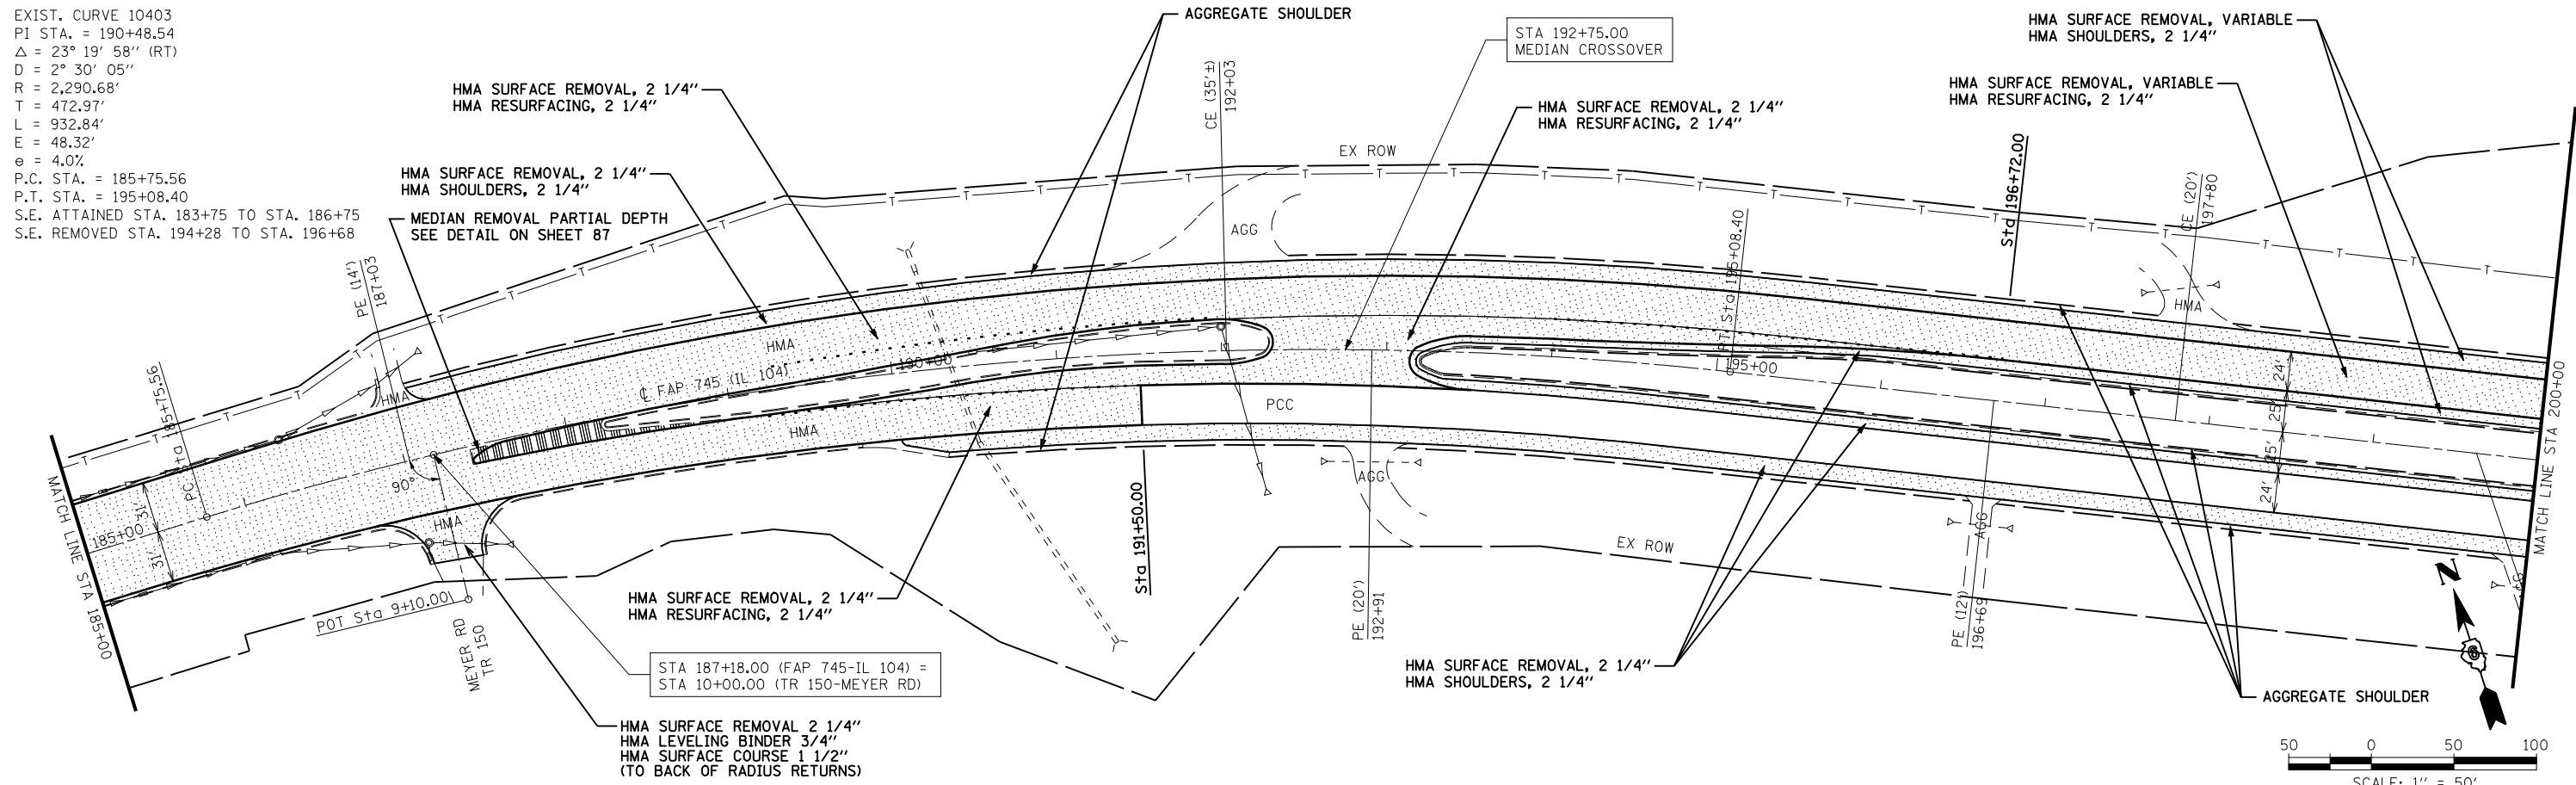 EXIST. CURVE 10403
PI STA. = 190+48.54
Δ = 23° 19' 58" (RT)
D = 2° 30' 05"
R = 2,290.68'
T = 472.97'
L = 932.84'
E = 48.32'
e = 4.0%
P.C. STA. = 185+75.56
P.T. STA. = 195+08.40
S.E. ATTAINED STA. 183+75 TO STA. 186+75
S.E. REMOVED STA. 194+28 TO STA. 196+68
HMA SURFACE REMOVAL, 2 1/4"
HMA RESURFACING, 2 1/4"
HMA SURFACE REMOVAL, 2 1/4"
HMA SHOULDERS, 2 1/4"
MEDIAN REMOVAL PARTIAL DEPTH
SEE DETAIL ON SHEET 87
AGGREGATE SHOULDER
STA 192+75.00
MEDIAN CROSSOVER
HMA SURFACE REMOVAL, 2 1/4"
HMA RESURFACING, 2 1/4"
HMA SURFACE REMOVAL, VARIABLE
HMA SHOULDERS, 2 1/4"
HMA SURFACE REMOVAL, VARIABLE
HMA RESURFACING, 2 1/4"
CE (35'±)
192+03
EX ROW
Sta 196+72.00
CE (20')
197+80
PE (14')
187+03
AGG
PT Sta 195+08.40
HMA
HMA
HMA
℄ FAP 745 (IL 104)
190+00
195+00
PC Sta 185+75.56
PCC
HMA
24'
25'
25'
24'
MATCH LINE STA 200+00
MATCH LINE STA 185+00
185+00
31'
31'
90°
HMA
AGG
AGG
Sta 191+50.00
EX ROW
PE (20')
192+91
PE (12')
196+69
POT Sta 9+10.00
MEYER RD
TR 150
HMA SURFACE REMOVAL, 2 1/4"
HMA RESURFACING, 2 1/4"
STA 187+18.00 (FAP 745-IL 104) =
STA 10+00.00 (TR 150-MEYER RD)
HMA SURFACE REMOVAL 2 1/4"
HMA LEVELING BINDER 3/4"
HMA SURFACE COURSE 1 1/2"
(TO BACK OF RADIUS RETURNS)
HMA SURFACE REMOVAL, 2 1/4"
HMA SHOULDERS, 2 1/4"
AGGREGATE SHOULDER
N
50 0 50 100
SCALE: 1" = 50'